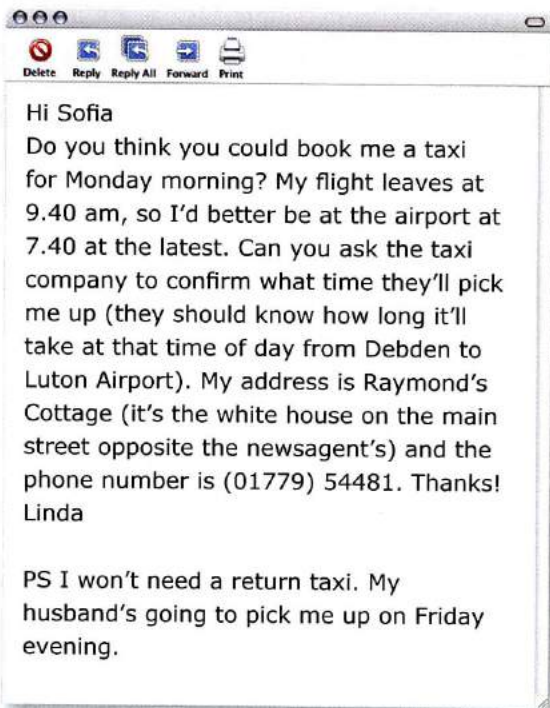 Delete Reply Reply All Forward Print
Hi Sofia
Do you think you could book me a taxi
for Monday morning? My flight leaves at
9.40 am, so I'd better be at the airport at
7.40 at the latest. Can you ask the taxi
company to confirm what time they'll pick
me up (they should know how long it'll
take at that time of day from Debden to
Luton Airport). My address is Raymond's
Cottage (it's the white house on the main
street opposite the newsagent's) and the
phone number is (01779) 54481. Thanks!
Linda
PS I won't need a return taxi. My
husband's going to pick me up on Friday
evening.